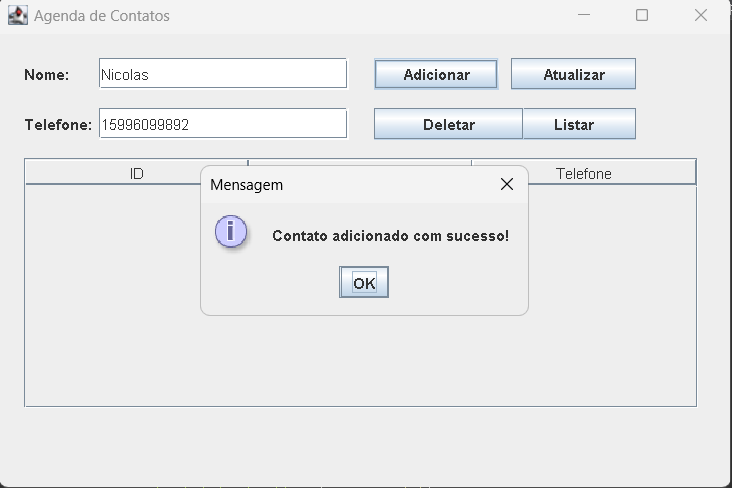 Agenda de Contatos
Nome: Nicolas Adicionar Atualizar
Telefone: 15996099892 Deletar Listar
ID Telefone
Mensagem
Contato adicionado com sucesso!
OK